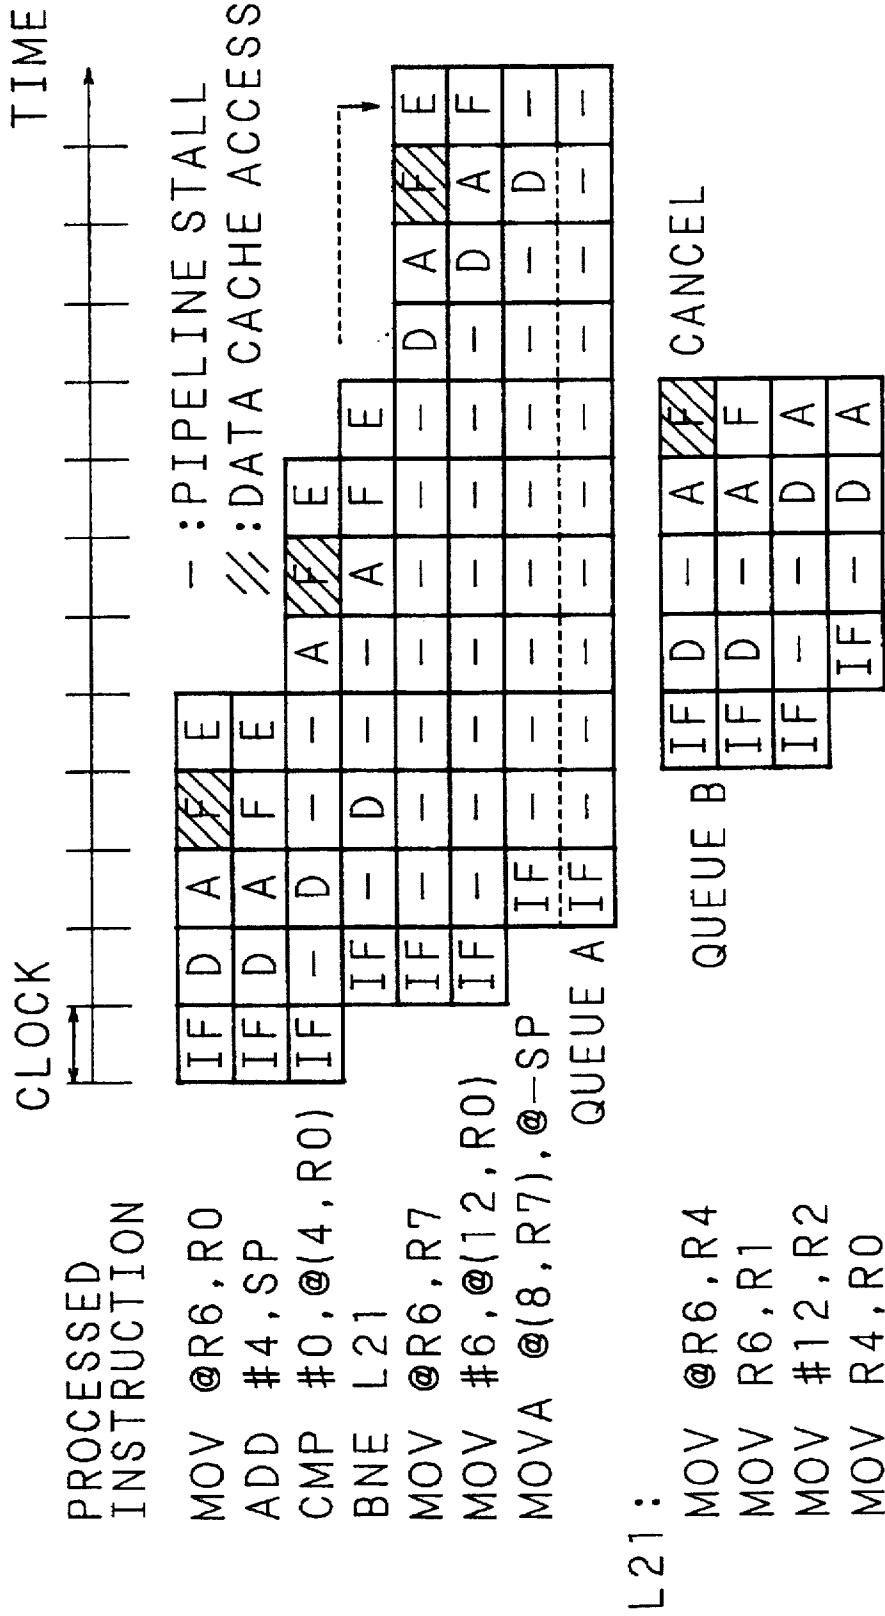 CLOCK TIME
PROCESSED
INSTRUCTION
– :PIPELINE STALL
// :DATA CACHE ACCESS
MOV @R6,R0 IF D A F E
ADD #4,SP IF D A F E
CMP #0,@(4,R0) IF – D – – A F E
BNE L21 IF – D – – A F E
MOV @R6,R7 IF – – – – – – – D A F E
MOV #6,@(12,R0) IF – – – – – – – – D A F
MOVA @(8,R7),@–SP IF – – – – – – – – D –
QUEUE A IF – – – – – – – – – –
L21:
MOV @R6,R4 IF D – A F CANCEL
QUEUE B
MOV R6,R1 IF D – A F
MOV #12,R2 IF – – D A
MOV R4,R0 IF – D A